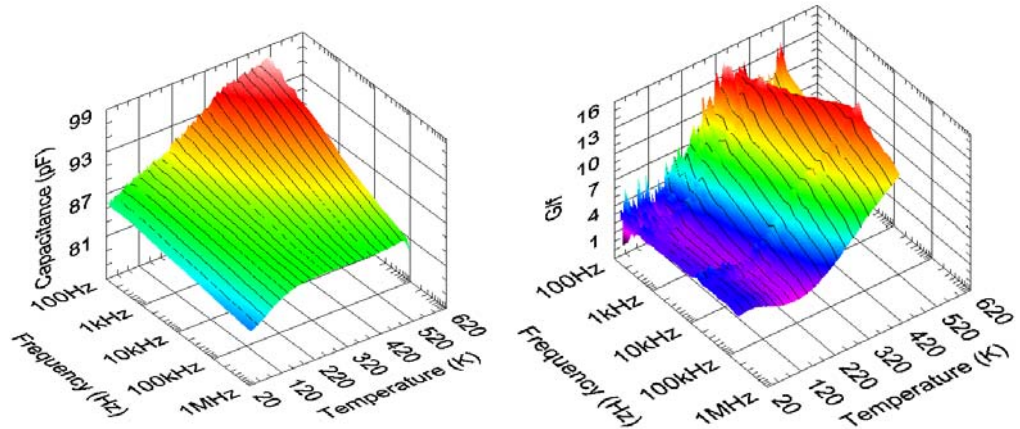 99
93
87
81
Capacitance (pF)
100Hz
1kHz
10kHz
100kHz
1MHz
Frequency (Hz)
20
120
220
320
420
520
620
Temperature (K)
16
13
10
7
4
1
G/f
100Hz
1kHz
10kHz
100kHz
1MHz
Frequency (Hz)
20
120
220
320
420
520
620
Temperature (K)